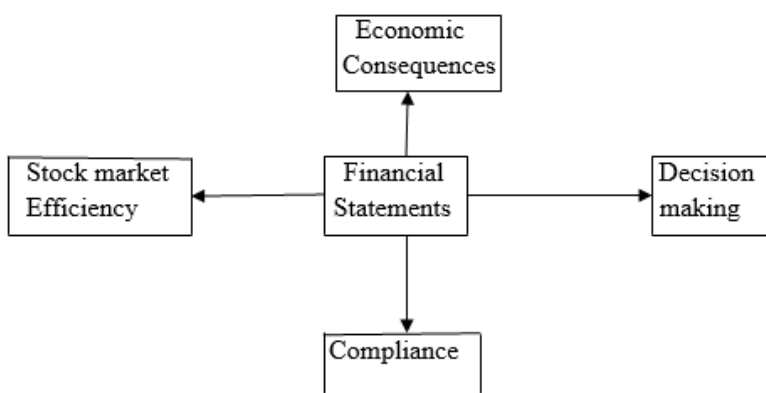 Economic
Consequences
Stock market
Efficiency
Financial
Statements
Decision
making
Compliance